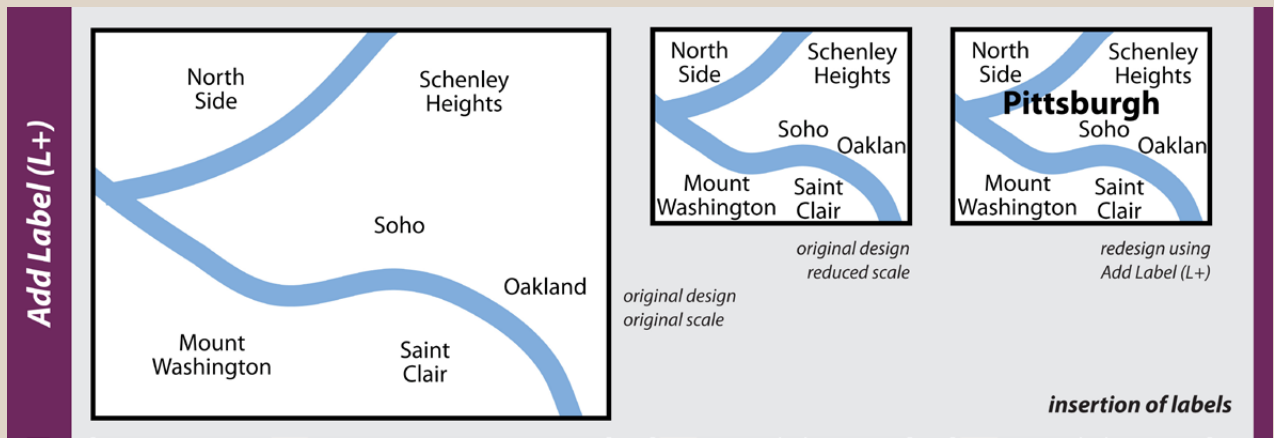 Add Label (L+)
North
Side
Schenley
Heights
Soho
Oakland
Mount
Washington
Saint
Clair
original design
original scale
North
Side
Schenley
Heights
Soho
Oaklan
Mount
Washington
Saint
Clair
original design
reduced scale
North
Side
Schenley
Heights
Pittsburgh
Soho
Oaklan
Mount
Washington
Saint
Clair
redesign using
Add Label (L+)
insertion of labels